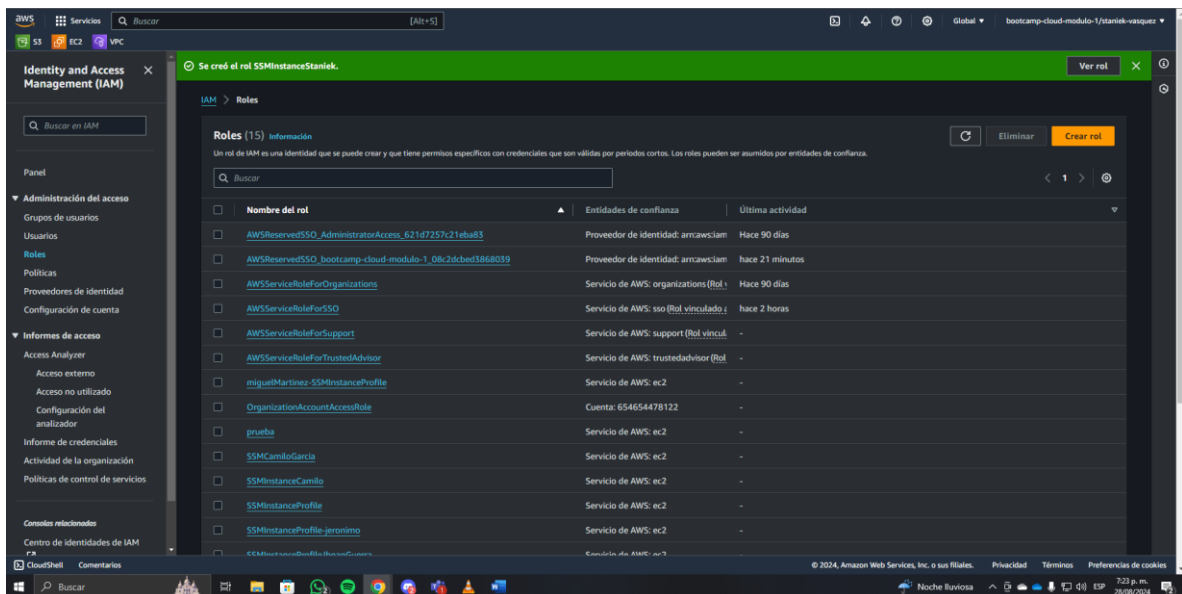 aws Servicios Buscar [Alt+S] Global bootcamp-cloud-modulo-1/staniek-vasquez
S3 EC2 VPC
Identity and Access
Management (IAM)
Buscar en IAM
Panel
Administración del acceso
Grupos de usuarios
Usuarios
Roles
Políticas
Proveedores de identidad
Configuración de cuenta
Informes de acceso
Access Analyzer
Acceso externo
Acceso no utilizado
Configuración del
analizador
Informe de credenciales
Actividad de la organización
Políticas de control de servicios
Consolas relacionadas
Centro de identidades de IAM
Se creó el rol SSMInstanceStaniek. Ver rol
IAM > Roles
Roles (15) Información Eliminar Crear rol
Un rol de IAM es una identidad que se puede crear y que tiene permisos específicos con credenciales que son válidas por periodos cortos. Los roles pueden ser asumidos por entidades de confianza.
Buscar 1
Nombre del rol Entidades de confianza Última actividad
AWSReservedSSO_AdministratorAccess_621d7257c21eba83 Proveedor de identidad: arn:aws:iam Hace 90 días
AWSReservedSSO_bootcamp-cloud-modulo-1_08c2dcbed3868039 Proveedor de identidad: arn:aws:iam hace 21 minutos
AWSServiceRoleForOrganizations Servicio de AWS: organizations (Rol Hace 90 días
AWSServiceRoleForSSO Servicio de AWS: sso (Rol vinculado hace 2 horas
AWSServiceRoleForSupport Servicio de AWS: support (Rol vincul -
AWSServiceRoleForTrustedAdvisor Servicio de AWS: trustedadvisor (Rol -
miguelMartinez-SSMInstanceProfile Servicio de AWS: ec2 -
OrganizationAccountAccessRole Cuenta: 654654478122 -
prueba Servicio de AWS: ec2 -
SSMCamiloGarcia Servicio de AWS: ec2 -
SSMInstanceCamilo Servicio de AWS: ec2 -
SSMInstanceProfile Servicio de AWS: ec2 -
SSMInstanceProfile-jeronimo Servicio de AWS: ec2 -
Servicio de AWS: ec2
CloudShell Comentarios © 2024, Amazon Web Services, Inc. o sus filiales. Privacidad Términos Preferencias de cookies
Buscar Noche lluviosa ESP 7:23 p. m.
28/08/2024